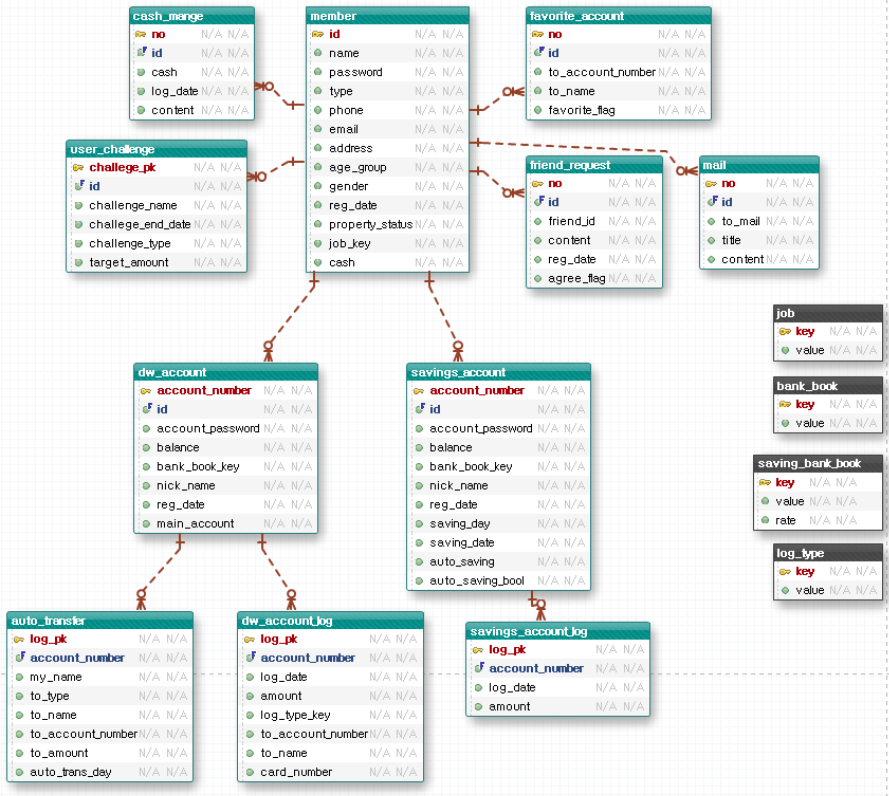 cash_mange
no N/A N/A
id N/A N/A
cash N/A N/A
log_date N/A N/A
content N/A N/A
member
id N/A N/A
name N/A N/A
password N/A N/A
type N/A N/A
phone N/A N/A
email N/A N/A
address N/A N/A
age_group N/A N/A
gender N/A N/A
reg_date N/A N/A
property_status N/A N/A
job_key N/A N/A
cash N/A N/A
favorite_account
no N/A N/A
id N/A N/A
to_account_number N/A N/A
to_name N/A N/A
favorite_flag N/A N/A
user_challenge
challege_pk N/A N/A
id N/A N/A
challenge_name N/A N/A
challege_end_date N/A N/A
challenge_type N/A N/A
target_amount N/A N/A
friend_request
no N/A N/A
id N/A N/A
friend_id N/A N/A
content N/A N/A
reg_date N/A N/A
agree_flag N/A N/A
mail
no N/A N/A
id N/A N/A
to_mail N/A N/A
title N/A N/A
content N/A N/A
job
key N/A N/A
value N/A N/A
bank_book
key N/A N/A
value N/A N/A
saving_bank_book
key N/A N/A
value N/A N/A
rate N/A N/A
log_type
key N/A N/A
value N/A N/A
dw_account
account_number N/A N/A
id N/A N/A
account_password N/A N/A
balance N/A N/A
bank_book_key N/A N/A
nick_name N/A N/A
reg_date N/A N/A
main_account N/A N/A
savings_account
account_number N/A N/A
id N/A N/A
account_password N/A N/A
balance N/A N/A
bank_book_key N/A N/A
nick_name N/A N/A
reg_date N/A N/A
saving_day N/A N/A
saving_date N/A N/A
auto_saving N/A N/A
auto_saving_bool N/A N/A
auto_transfer
log_pk N/A N/A
account_number N/A N/A
my_name N/A N/A
to_type N/A N/A
to_name N/A N/A
to_account_number N/A N/A
to_amount N/A N/A
auto_trans_day N/A N/A
dw_account_log
log_pk N/A N/A
account_number N/A N/A
log_date N/A N/A
amount N/A N/A
log_type_key N/A N/A
to_account_number N/A N/A
to_name N/A N/A
card_number N/A N/A
savings_account_log
log_pk N/A N/A
account_number N/A N/A
log_date N/A N/A
amount N/A N/A